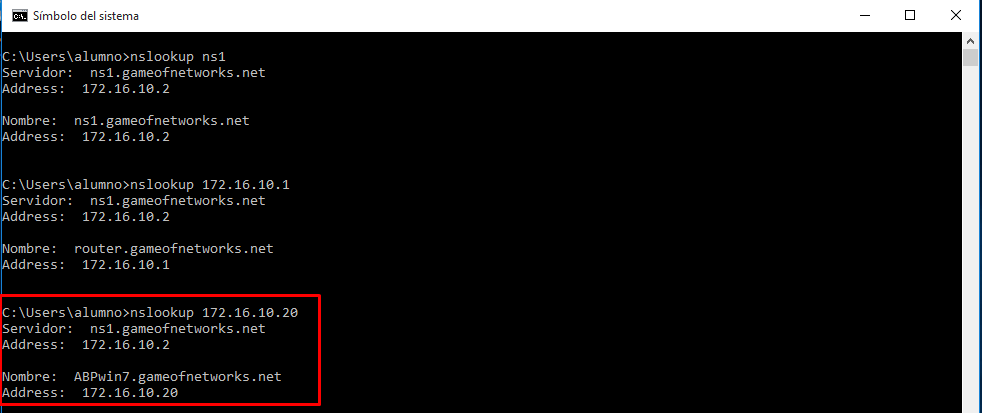 Símbolo del sistema
C:\Users\alumno>nslookup ns1
Servidor:  ns1.gameofnetworks.net
Address:  172.16.10.2
Nombre:  ns1.gameofnetworks.net
Address:  172.16.10.2
C:\Users\alumno>nslookup 172.16.10.1
Servidor:  ns1.gameofnetworks.net
Address:  172.16.10.2
Nombre:  router.gameofnetworks.net
Address:  172.16.10.1
C:\Users\alumno>nslookup 172.16.10.20
Servidor:  ns1.gameofnetworks.net
Address:  172.16.10.2
Nombre:  ABPwin7.gameofnetworks.net
Address:  172.16.10.20